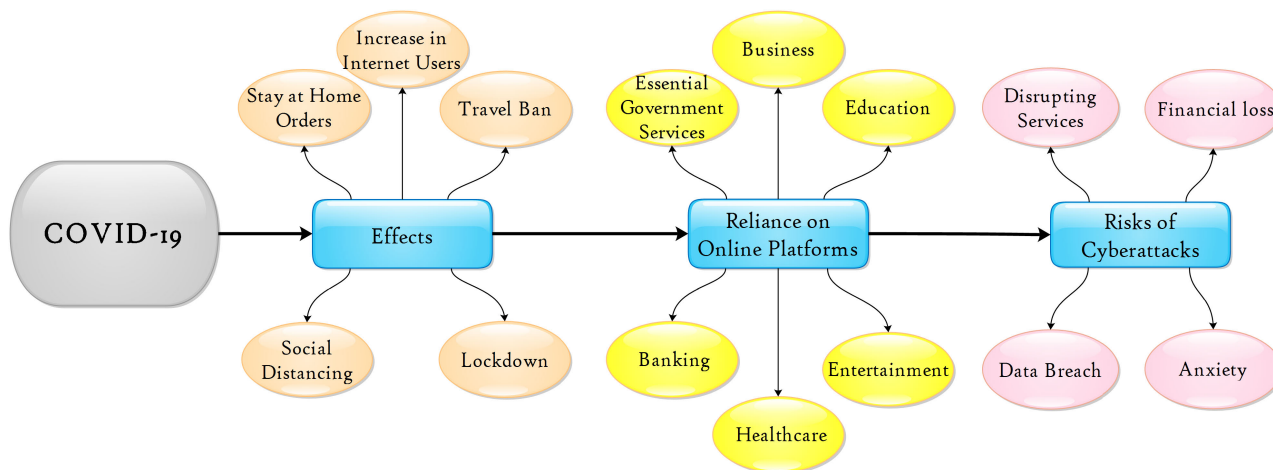 COVID-19
Effects
Increase in
Internet Users
Stay at Home
Orders
Travel Ban
Social
Distancing
Lockdown
Reliance on
Online Platforms
Business
Essential
Government
Services
Education
Banking
Entertainment
Healthcare
Risks of
Cyberattacks
Disrupting
Services
Financial loss
Data Breach
Anxiety